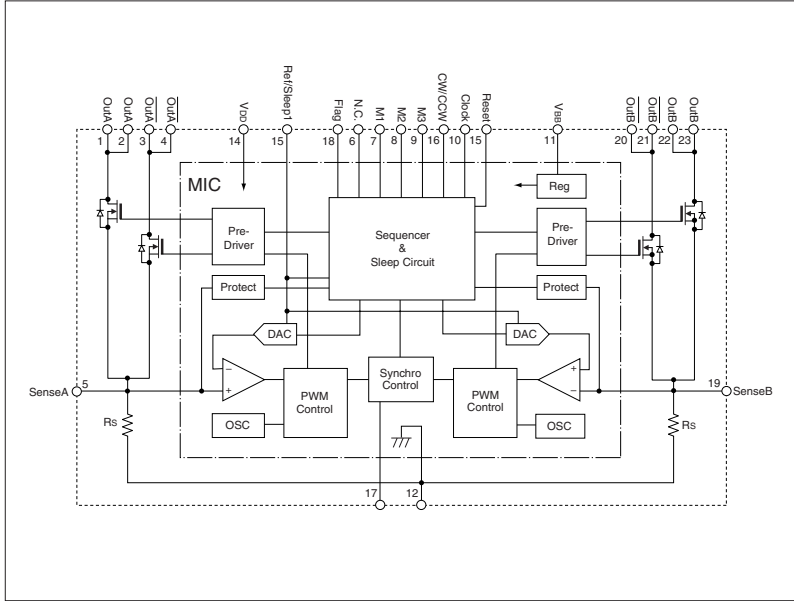 OutA
OutA
OutA
OutA
VDD
Ref/Sleep1
Flag
N.C.
M1
M2
M3
CW/CCW
Clock
Reset
VBB
OutB
OutB
OutB
OutB
1
2
3
4
14
15
18
6
7
8
9
16
10
15
11
20
21
22
23
MIC
Reg
Pre-
Driver
Sequencer
&
Sleep Circuit
Pre-
Driver
Protect
Protect
DAC
DAC
SenseA
5
−
+
PWM
Control
Synchro
Control
PWM
Control
+
−
19
SenseB
Rs
OSC
OSC
Rs
17
12